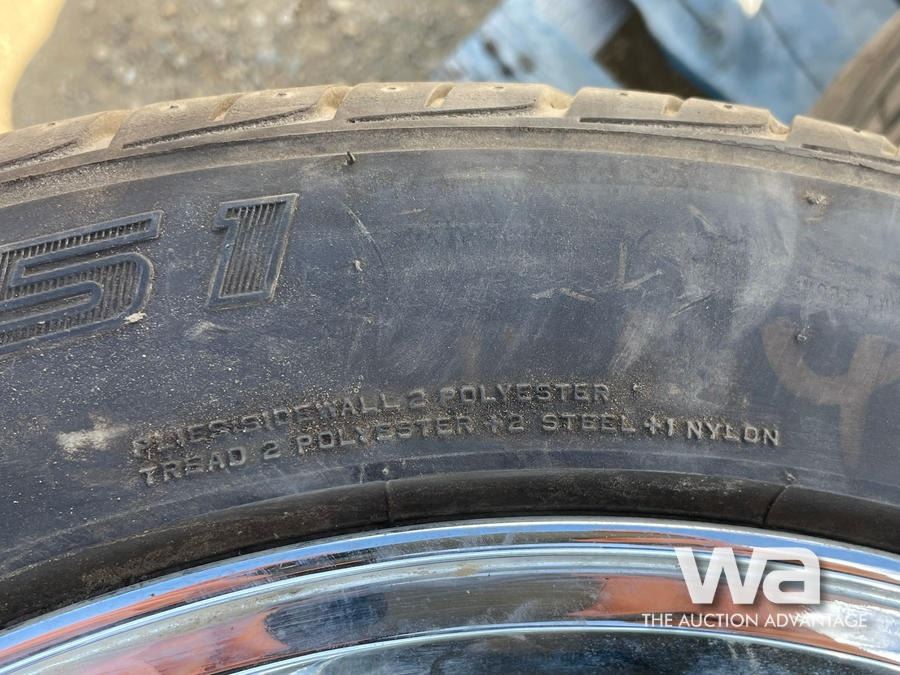 51
PLIES:SIDEWALL 2 POLYESTER
TREAD 2 POLYESTER +2 STEEL +1 NYLON
wa
THE AUCTION ADVANTAGE